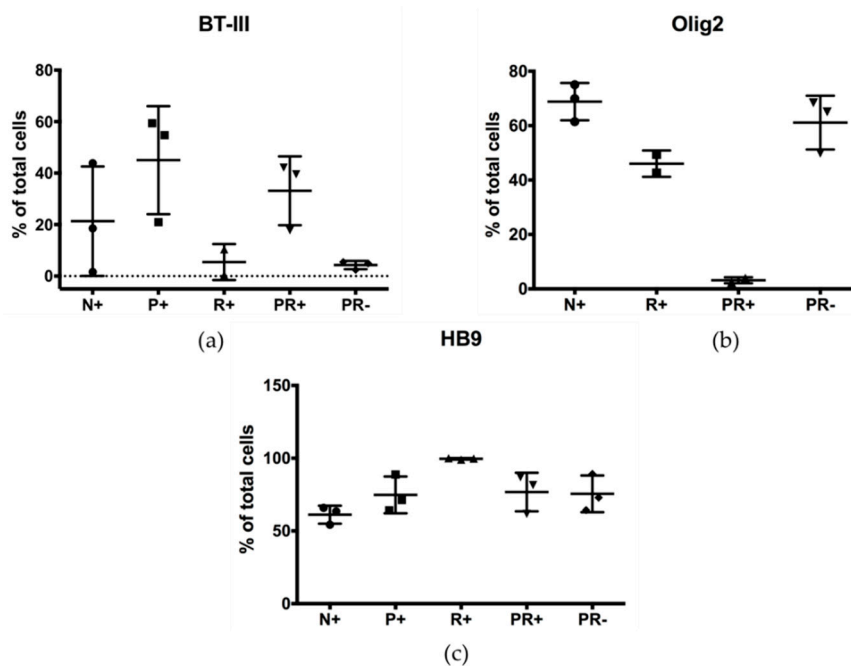 BT-III
% of total cells
80
60
40
20
0
N+ P+ R+ PR+ PR-
(a)
Olig2
% of total cells
80
60
40
20
0
N+ R+ PR+ PR-
(b)
HB9
% of total cells
150
100
50
0
N+ P+ R+ PR+ PR-
(c)